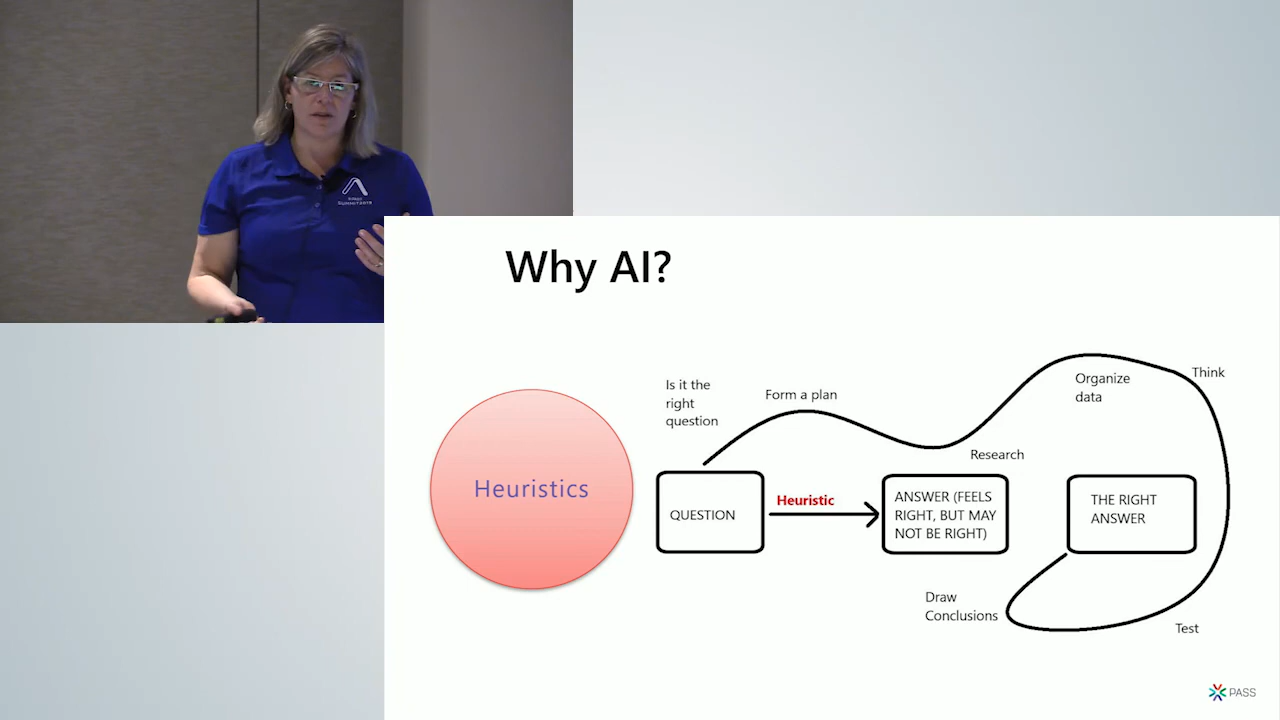 Why AI?
Heuristics
Is it the
right
question
Form a plan
Organize
data
Think
Research
QUESTION
Heuristic
ANSWER (FEELS
RIGHT, BUT MAY
NOT BE RIGHT)
THE RIGHT
ANSWER
Draw
Conclusions
Test
PASS